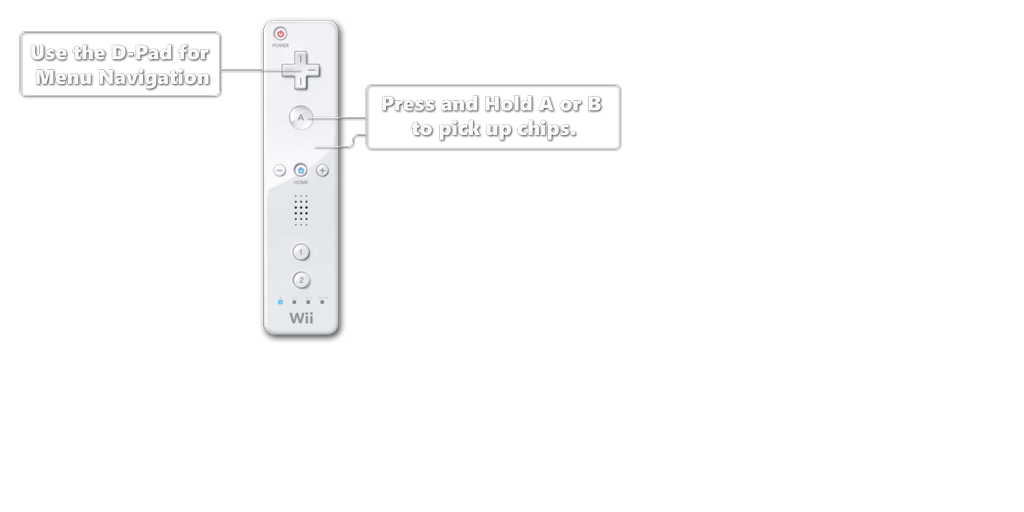 POWER
Use the D-Pad for
Menu Navigation
Press and Hold A or B
to pick up chips.
A
HOME
1
2
Wii